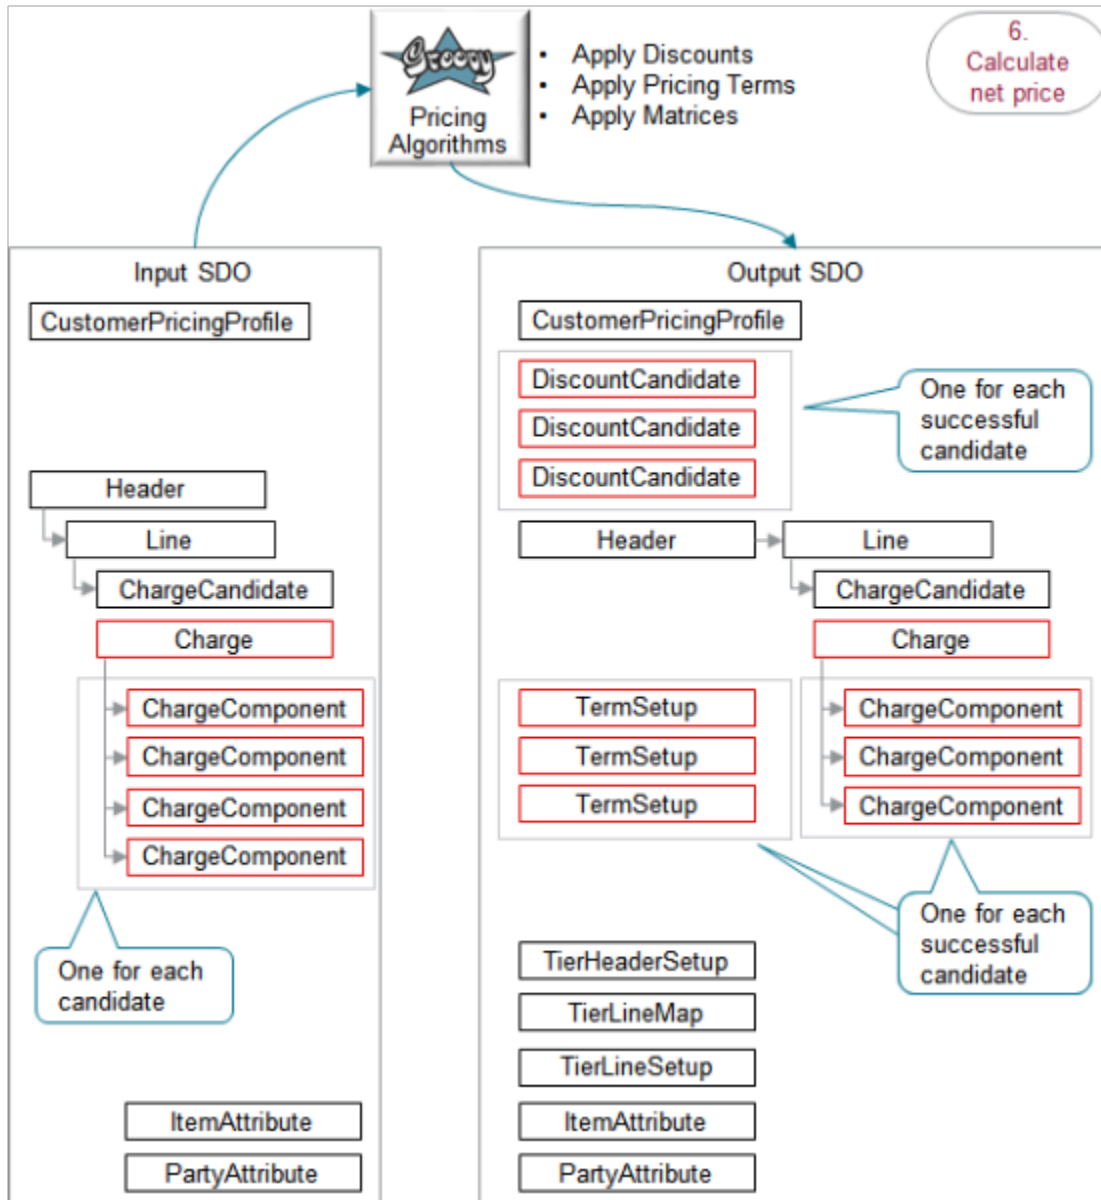 Groovy
Pricing
Algorithms
• Apply Discounts
• Apply Pricing Terms
• Apply Matrices
6.
Calculate
net price
Input SDO
CustomerPricingProfile
Header
Line
ChargeCandidate
Charge
ChargeComponent
ChargeComponent
ChargeComponent
ChargeComponent
One for each
candidate
ItemAttribute
PartyAttribute
Output SDO
CustomerPricingProfile
DiscountCandidate
DiscountCandidate
DiscountCandidate
One for each
successful
candidate
Header
Line
ChargeCandidate
Charge
TermSetup
TermSetup
TermSetup
ChargeComponent
ChargeComponent
ChargeComponent
One for each
successful
candidate
TierHeaderSetup
TierLineMap
TierLineSetup
ItemAttribute
PartyAttribute